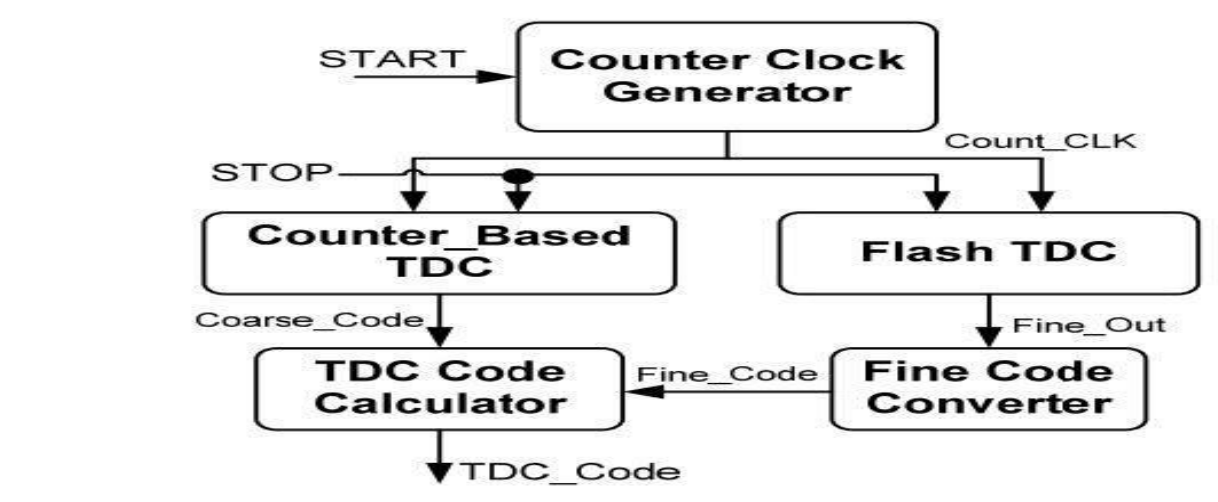 START
Counter Clock
Generator
Count_CLK
STOP
Counter_Based
TDC
Flash TDC
Coarse_Code
Fine_Out
TDC Code
Calculator
Fine_Code
Fine Code
Converter
TDC_Code